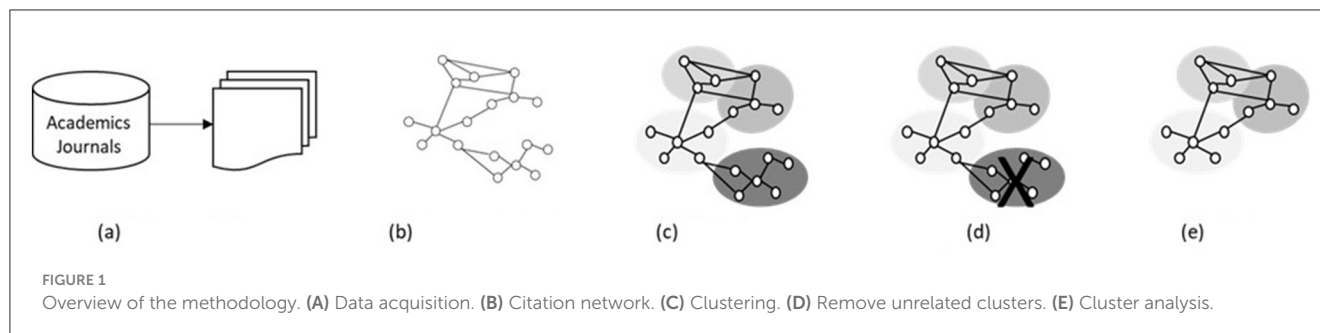 Academics
Journals
(a)
(b)
(c)
(d)
(e)
FIGURE 1
Overview of the methodology. (A) Data acquisition. (B) Citation network. (C) Clustering. (D) Remove unrelated clusters. (E) Cluster analysis.